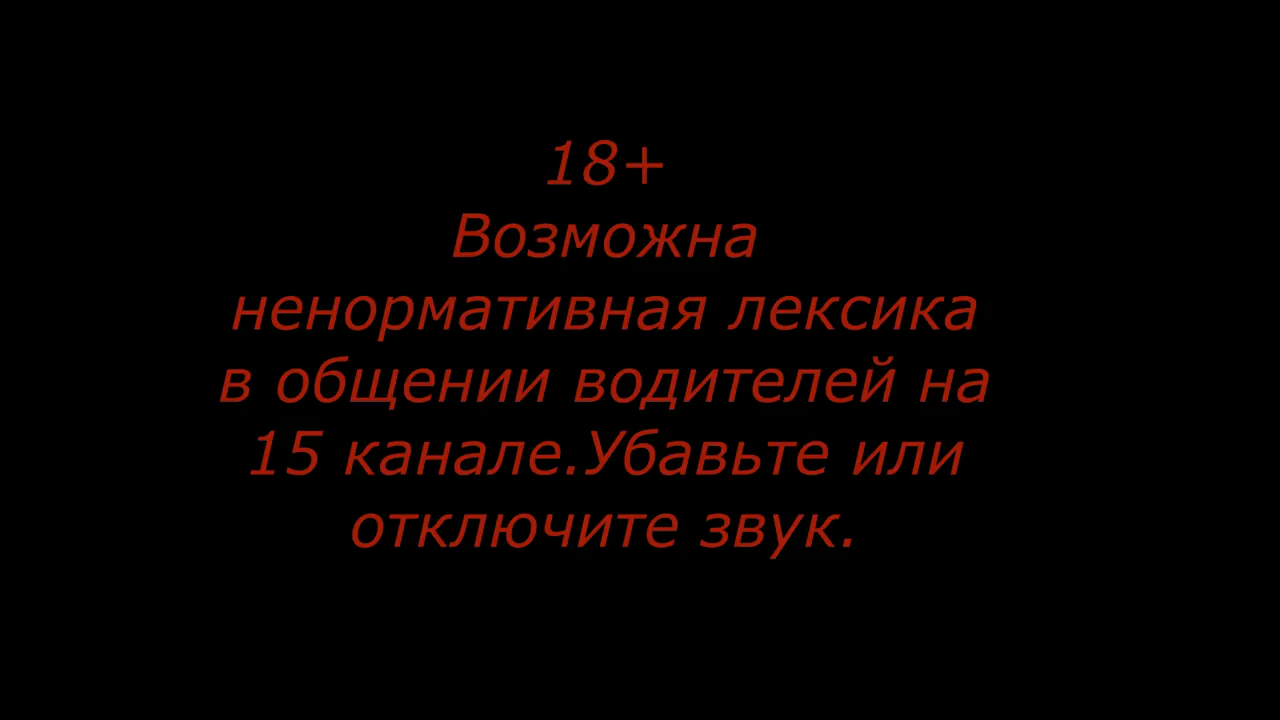 18+
Возможна
ненормативная лексика
в общении водителей на
15 канале.Убавьте или
отключите звук.